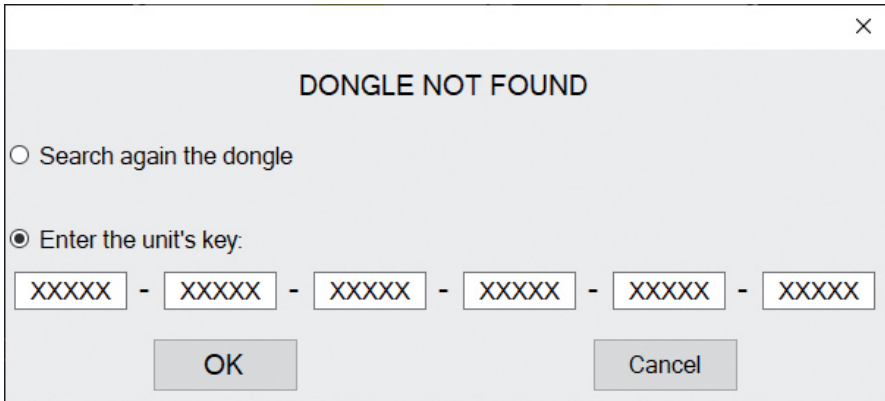 DONGLE NOT FOUND
Search again the dongle
Enter the unit's key:
XXXXX - XXXXX - XXXXX - XXXXX - XXXXX - XXXXX
OK Cancel